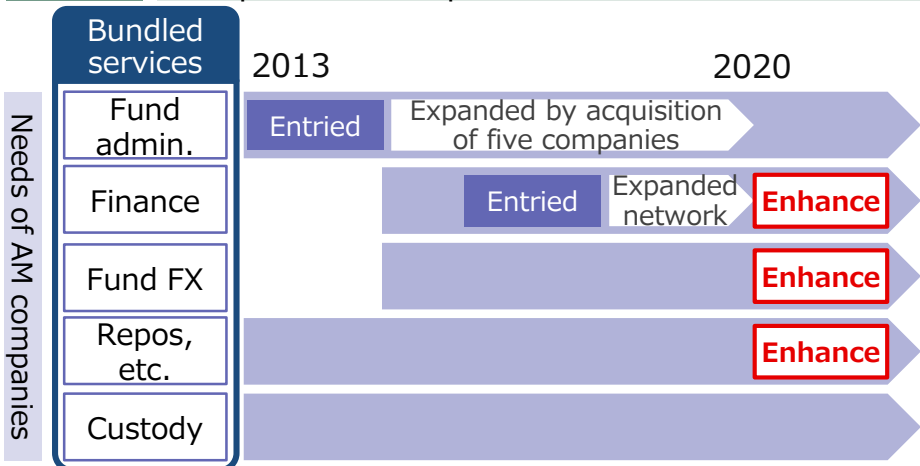 Bundled
services
2013
2020
Needs of AM companies
Fund
admin.
Entried
Expanded by acquisition
of five companies
Finance
Entried
Expanded
network
Enhance
Fund FX
Enhance
Repos,
etc.
Enhance
Custody